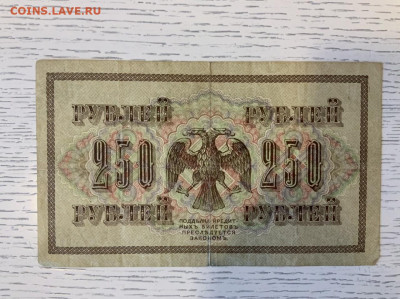 COINS.LAVE.RU
РУБЛЕЙ РУБЛЕЙ
250 250
РУБЛЕЙ РУБЛЕЙ
ПОДДѢЛКА КРЕДИТ-
НЫХЪ БИЛЕТОВЪ
ПРЕСЛѢДУЕТСЯ
ЗАКОНОМЪ